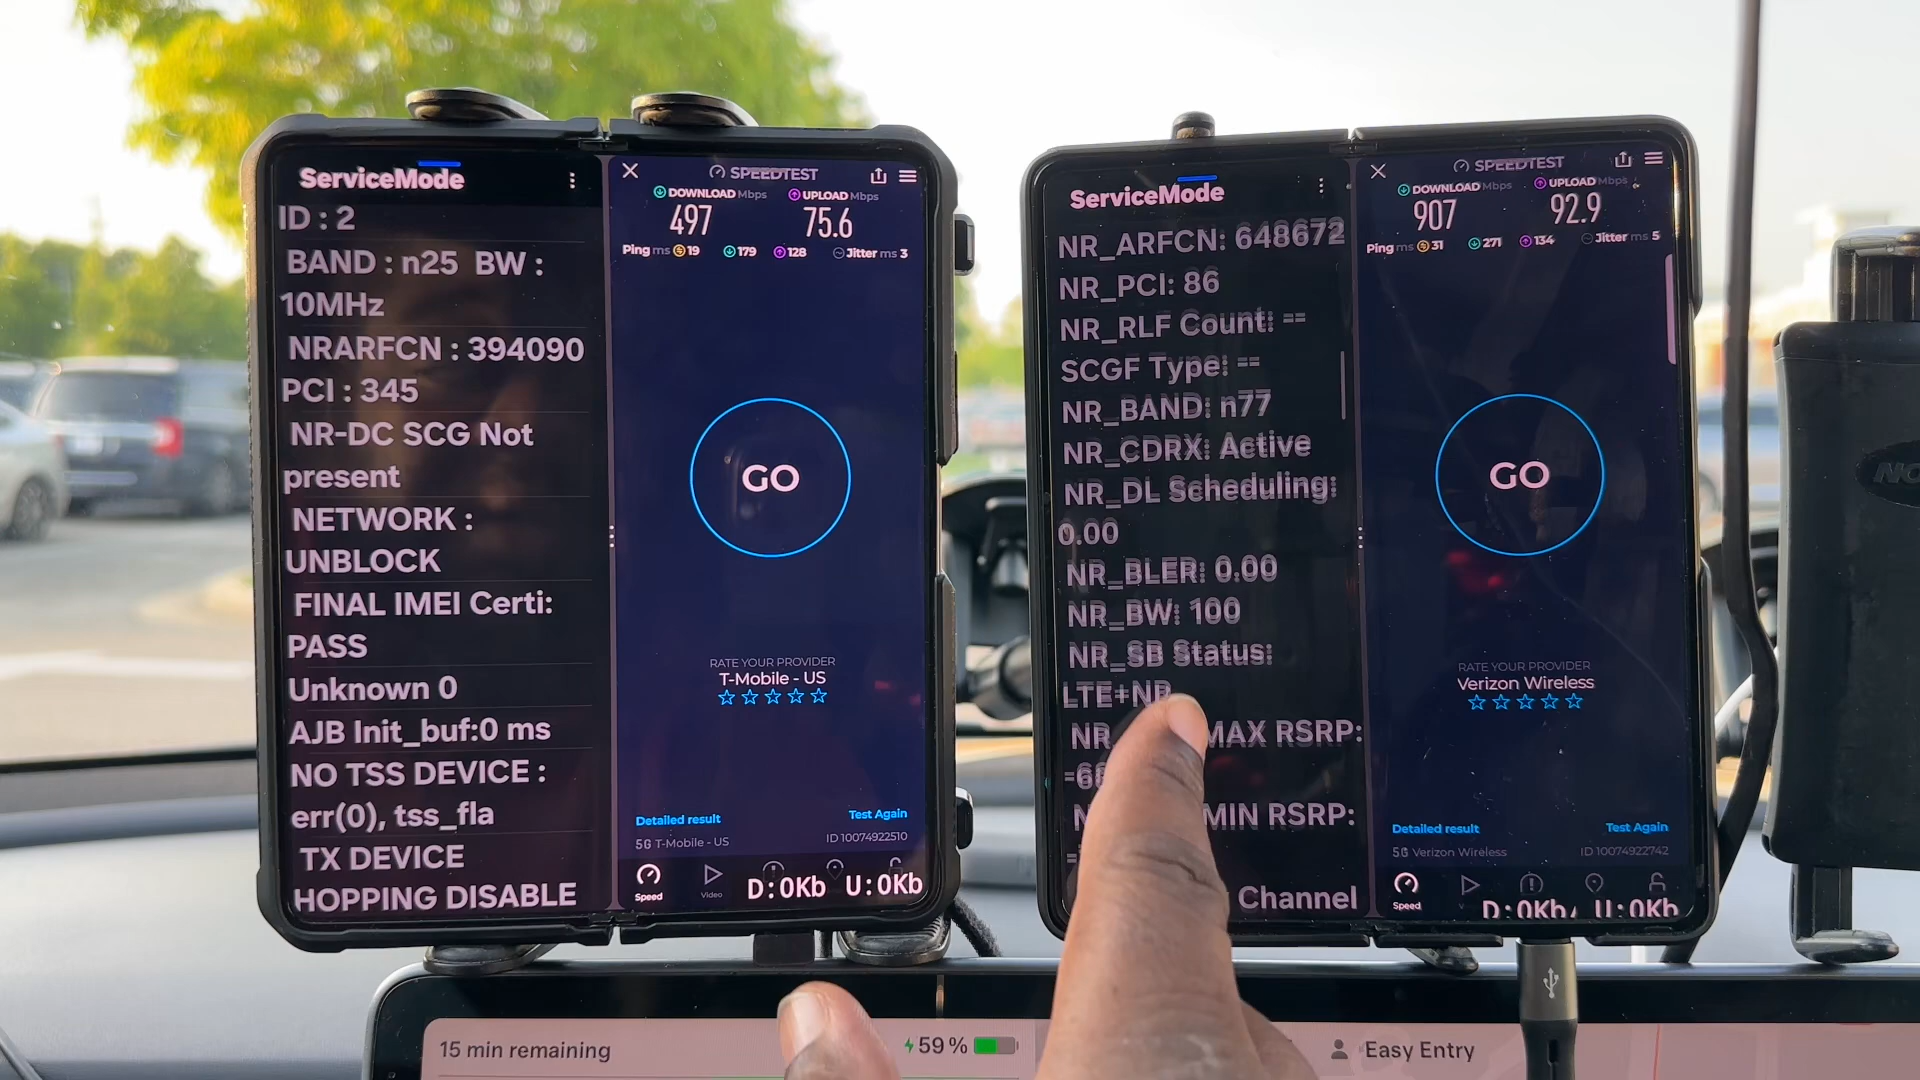 ServiceMode
ID : 2
BAND : n25 BW :
10MHz
NRARFCN : 394090
PCI : 345
NR-DC SCG Not
present
NETWORK :
UNBLOCK
FINAL IMEI Certi:
PASS
Unknown 0
AJB Init_buf:0 ms
NO TSS DEVICE :
err(0), tss_fla
TX DEVICE
HOPPING DISABLE
SPEEDTEST
DOWNLOAD Mbps UPLOAD Mbps
497 75.6
Ping ms 19 179 128 Jitter ms 3
GO
RATE YOUR PROVIDER
T-Mobile - US
Detailed result Test Again
5G T-Mobile - US ID 10074922510
Speed Video
D:0Kb U:0Kb
ServiceMode
NR_ARFCN: 648672
NR_PCI: 86
NR_RLF Count: --
SCGF Type: --
NR_BAND: n77
NR_CDRX: Active
NR_DL Scheduling:
0.00
NR_BLER: 0.00
NR_BW: 100
NR_SB Status:
LTE+NR
NR MAX RSRP:
MIN RSRP:
Channel
SPEEDTEST
DOWNLOAD Mbps UPLOAD Mbps
907 92.9
Ping ms 31 271 134 Jitter ms 5
GO
RATE YOUR PROVIDER
Verizon Wireless
Detailed result Test Again
5G Verizon Wireless ID 10074922742
Speed
D:0Kb U:0Kb
15 min remaining
59%
Easy Entry